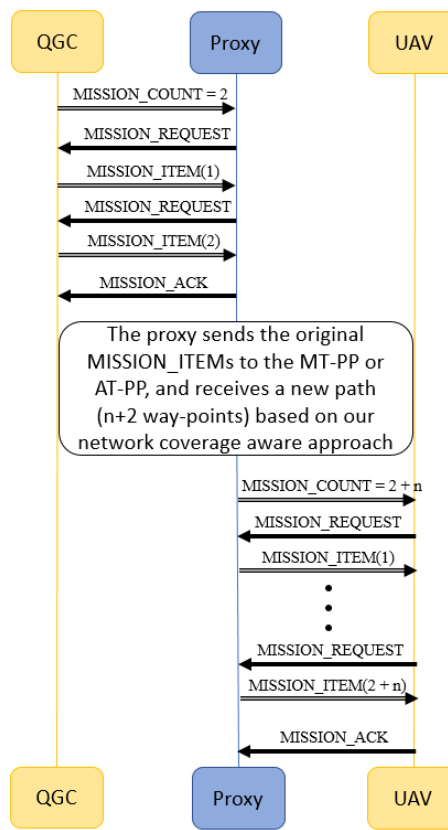 QGC Proxy UAV
MISSION_COUNT = 2
MISSION_REQUEST
MISSION_ITEM(1)
MISSION_REQUEST
MISSION_ITEM(2)
MISSION_ACK
The proxy sends the original
MISSION_ITEMs to the MT-PP or
AT-PP, and receives a new path
(n+2 way-points) based on our
network coverage aware approach
MISSION_COUNT = 2 + n
MISSION_REQUEST
MISSION_ITEM(1)
MISSION_REQUEST
MISSION_ITEM(2 + n)
MISSION_ACK
QGC Proxy UAV